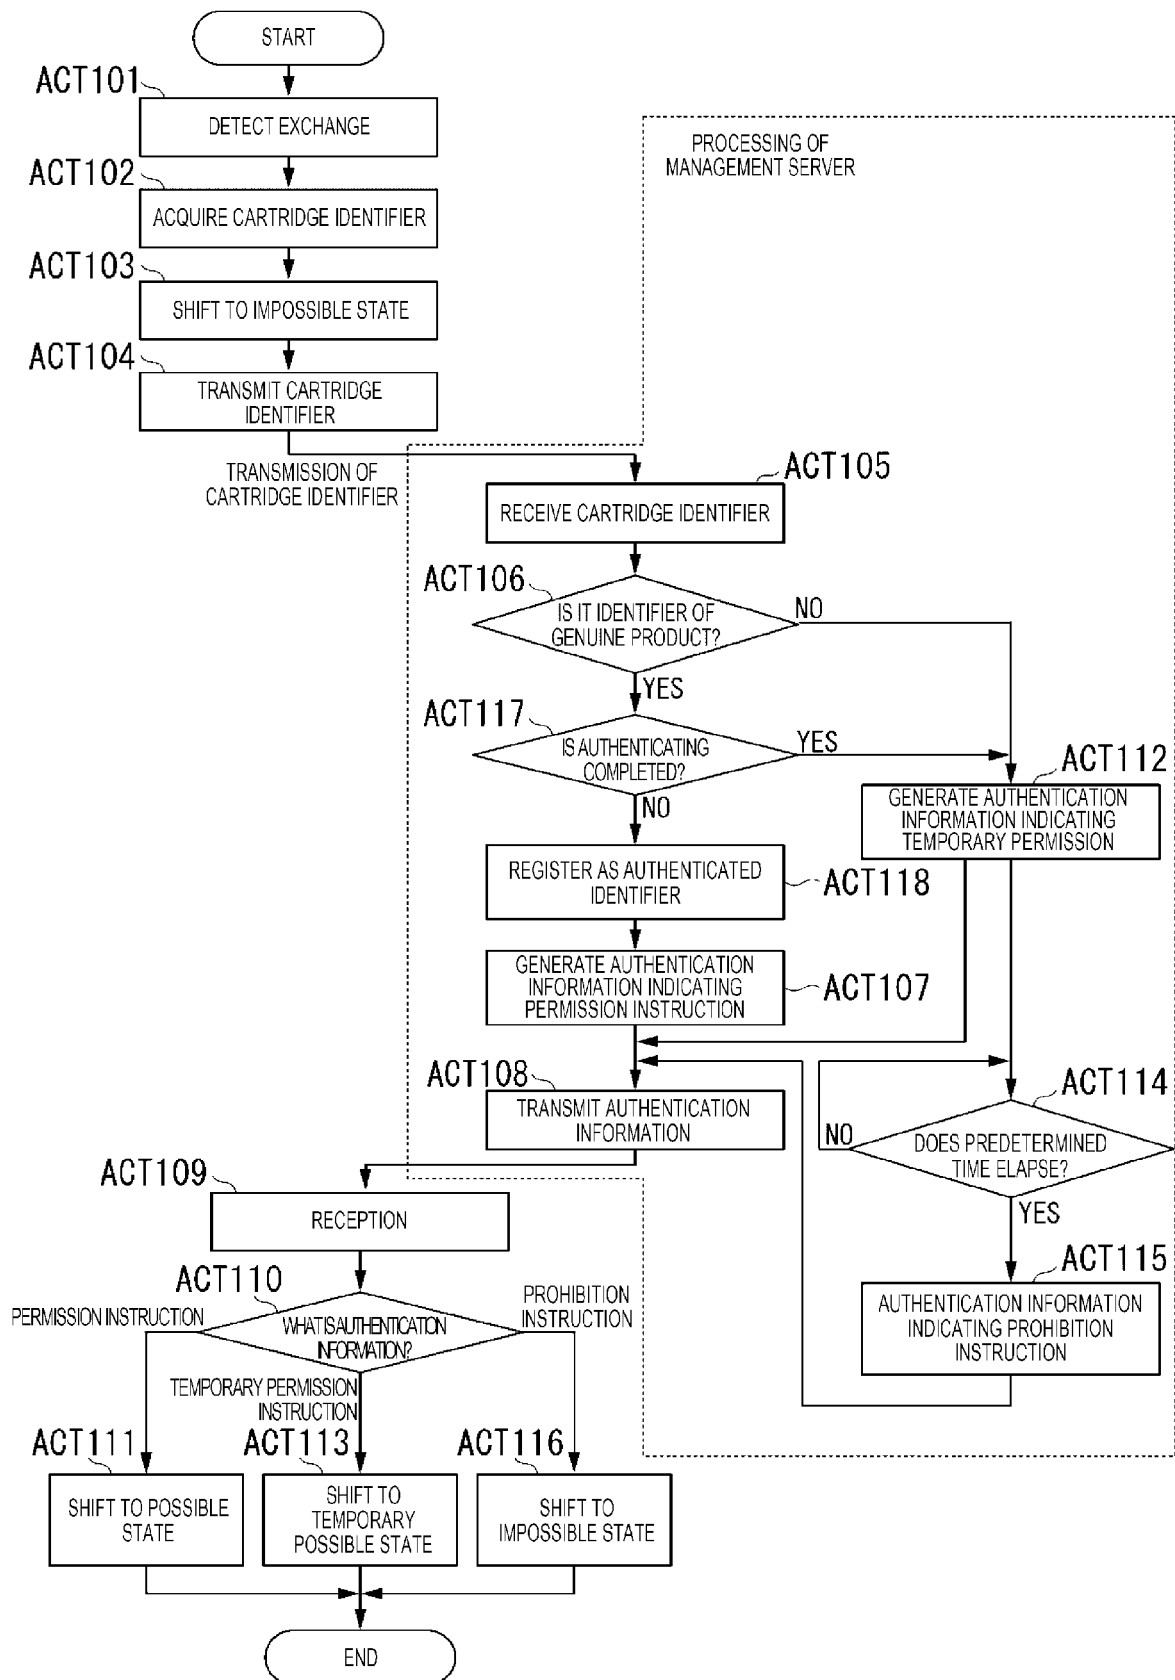 START
ACT101
DETECT EXCHANGE
PROCESSING OF
MANAGEMENT SERVER
ACT102
ACQUIRE CARTRIDGE IDENTIFIER
ACT103
SHIFT TO IMPOSSIBLE STATE
ACT104
TRANSMIT CARTRIDGE
IDENTIFIER
TRANSMISSION OF
CARTRIDGE IDENTIFIER
ACT105
RECEIVE CARTRIDGE IDENTIFIER
ACT106
IS IT IDENTIFIER OF
GENUINE PRODUCT?
NO
YES
ACT117
IS AUTHENTICATING
COMPLETED?
YES
NO
ACT112
GENERATE AUTHENTICATION
INFORMATION INDICATING
TEMPORARY PERMISSION
REGISTER AS AUTHENTICATED
IDENTIFIER
ACT118
GENERATE AUTHENTICATION
INFORMATION INDICATING
PERMISSION INSTRUCTION
ACT107
ACT108
TRANSMIT AUTHENTICATION
INFORMATION
ACT114
NO
DOES PREDETERMINED
TIME ELAPSE?
YES
ACT109
RECEPTION
ACT115
AUTHENTICATION INFORMATION
INDICATING PROHIBITION
INSTRUCTION
ACT110
PERMISSION INSTRUCTION
WHAT IS AUTHENTICATION
INFORMATION?
PROHIBITION
INSTRUCTION
TEMPORARY PERMISSION
INSTRUCTION
ACT111
SHIFT TO POSSIBLE
STATE
ACT113
SHIFT TO
TEMPORARY
POSSIBLE STATE
ACT116
SHIFT TO
IMPOSSIBLE STATE
END